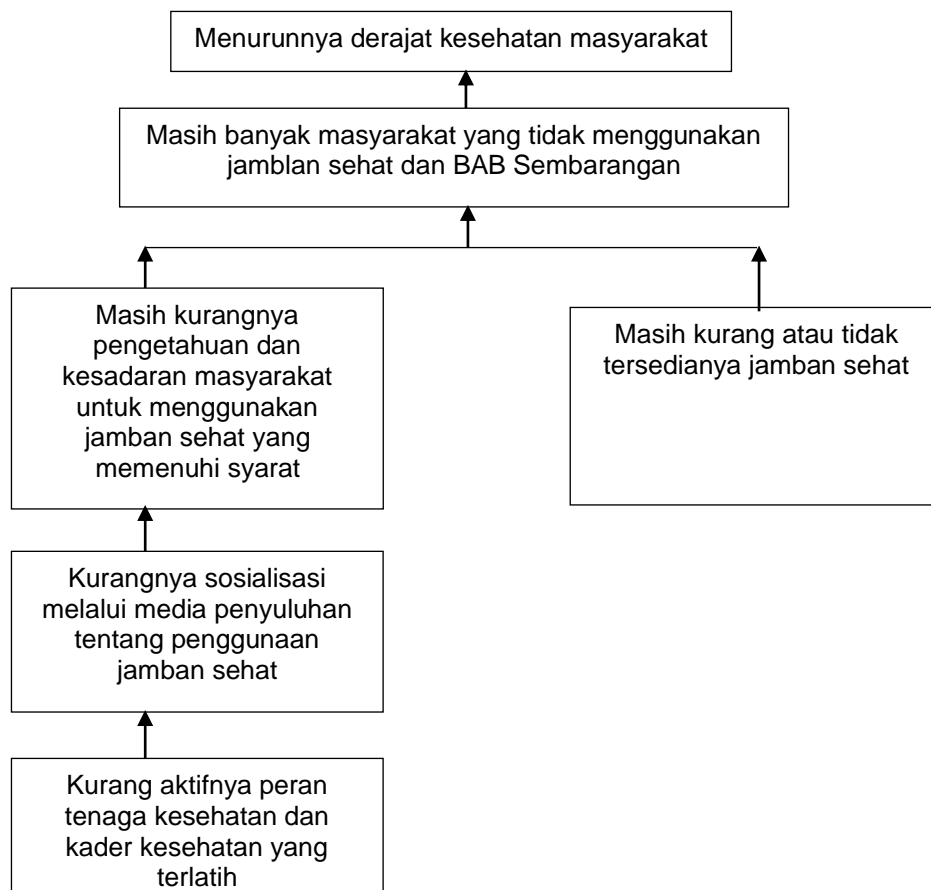 Menurunnya derajat kesehatan masyarakat
Masih banyak masyarakat yang tidak menggunakan
jamblan sehat dan BAB Sembarangan
Masih kurangnya
pengetahuan dan
kesadaran masyarakat
untuk menggunakan
jamban sehat yang
memenuhi syarat
Masih kurang atau tidak
tersedianya jamban sehat
Kurangnya sosialisasi
melalui media penyuluhan
tentang penggunaan
jamban sehat
Kurang aktifnya peran
tenaga kesehatan dan
kader kesehatan yang
terlatih